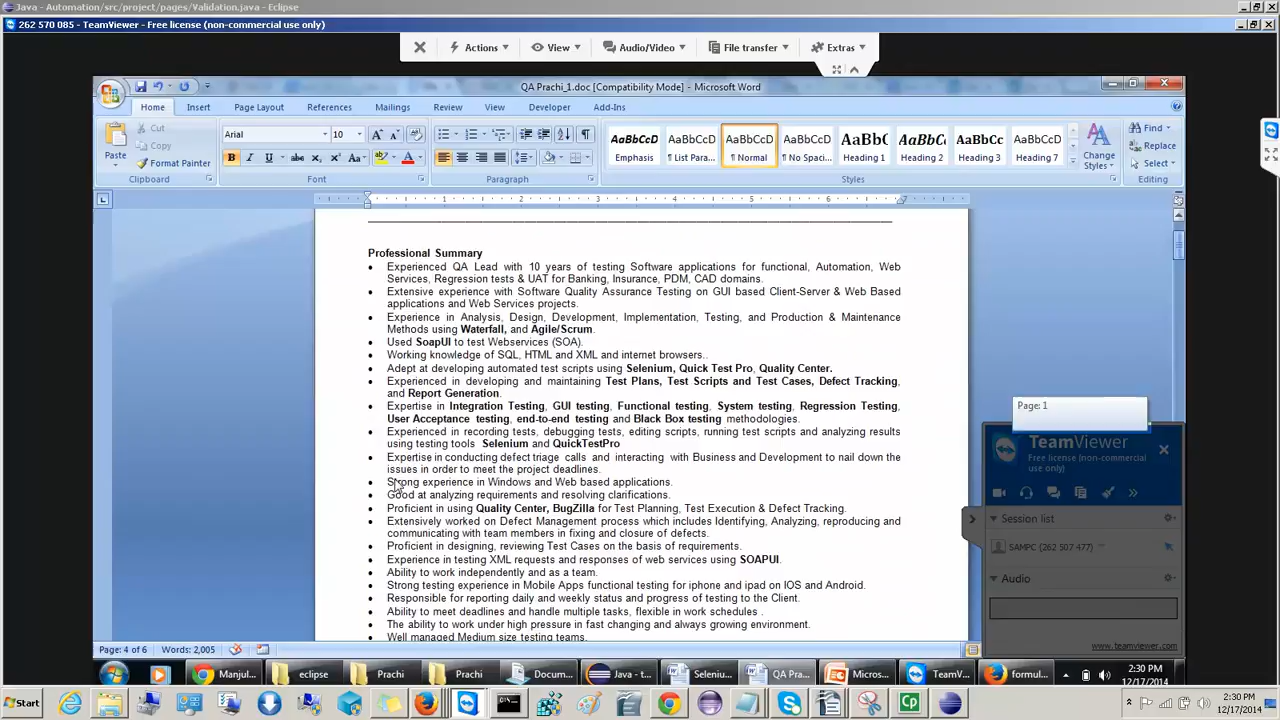 Java - Automation/src/project/pages/Validation.java - Eclipse
262 570 085 - TeamViewer - Free license (non-commercial use only)
Actions View Audio/Video File transfer Extras
QA Prachi_1.doc [Compatibility Mode] - Microsoft Word
Home Insert Page Layout References Mailings Review View Developer Add-Ins
Paste
Cut
Copy
Format Painter
Clipboard
Arial 10
Font
Paragraph
AaBbCcD AaBbCcD AaBbCcD AaBbCcD AaBbC AaBbCc AaBbCc AaBbCcD
Emphasis ¶ List Para... ¶ Normal ¶ No Spaci... Heading 1 Heading 2 Heading 3 Heading 7
Change Styles
Styles
Find
Replace
Select
Editing
Professional Summary
• Experienced QA Lead with 10 years of testing Software applications for functional, Automation, Web
Services, Regression tests & UAT for Banking, Insurance, PDM, CAD domains.
• Extensive experience with Software Quality Assurance Testing on GUI based Client-Server & Web Based
applications and Web Services projects.
• Experience in Analysis, Design, Development, Implementation, Testing, and Production & Maintenance
Methods using Waterfall, and Agile/Scrum.
• Used SoapUI to test Webservices (SOA).
• Working knowledge of SQL, HTML and XML and internet browsers..
• Adept at developing automated test scripts using Selenium, Quick Test Pro, Quality Center.
• Experienced in developing and maintaining Test Plans, Test Scripts and Test Cases, Defect Tracking,
and Report Generation.
• Expertise in Integration Testing, GUI testing, Functional testing, System testing, Regression Testing,
User Acceptance testing, end-to-end testing and Black Box testing methodologies.
• Experienced in recording tests, debugging tests, editing scripts, running test scripts and analyzing results
using testing tools Selenium and QuickTestPro
• Expertise in conducting defect triage calls and interacting with Business and Development to nail down the
issues in order to meet the project deadlines.
• Strong experience in Windows and Web based applications.
• Good at analyzing requirements and resolving clarifications.
• Proficient in using Quality Center, BugZilla for Test Planning, Test Execution & Defect Tracking.
• Extensively worked on Defect Management process which includes Identifying, Analyzing, reproducing and
communicating with team members in fixing and closure of defects.
• Proficient in designing, reviewing Test Cases on the basis of requirements.
• Experience in testing XML requests and responses of web services using SOAPUI.
• Ability to work independently and as a team.
• Strong testing experience in Mobile Apps functional testing for iphone and ipad on IOS and Android.
• Responsible for reporting daily and weekly status and progress of testing to the Client.
• Ability to meet deadlines and handle multiple tasks, flexible in work schedules .
• The ability to work under high pressure in fast changing and always growing environment.
• Well managed Medium size testing teams.
Page: 1
TeamViewer
Free license (non-commercial
use only)
Session list
SAMPC (262 507 477)
Audio
www.teamviewer.com
Page: 4 of 6 Words: 2,005
Manjul... eclipse Prachi Prachi Docum... Java - t... Seleniu... QA Pra... Micros... TeamV... formul... 2:30 PM
12/17/2014
Start 2:30 PM
12/17/2014